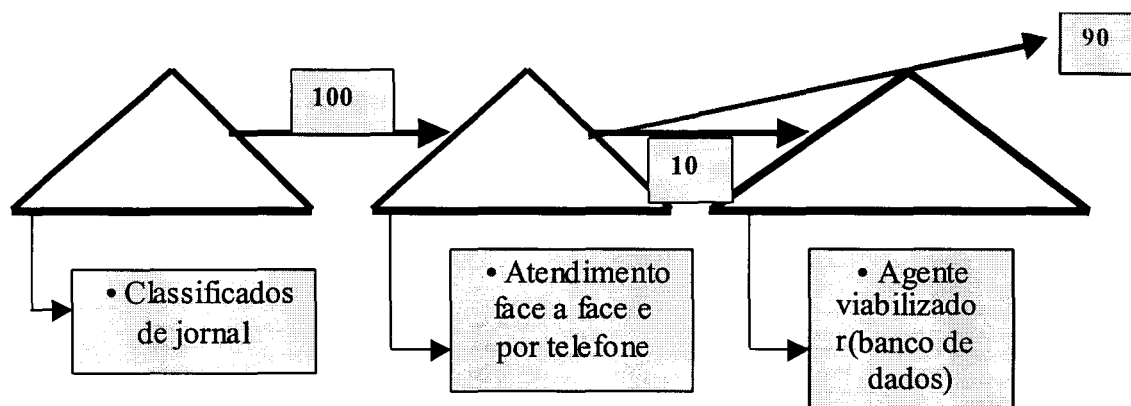 90
100
10
• Classificados
de jornal
• Atendimento
face a face e
por telefone
• Agente
viabilizado
r(banco de
dados)